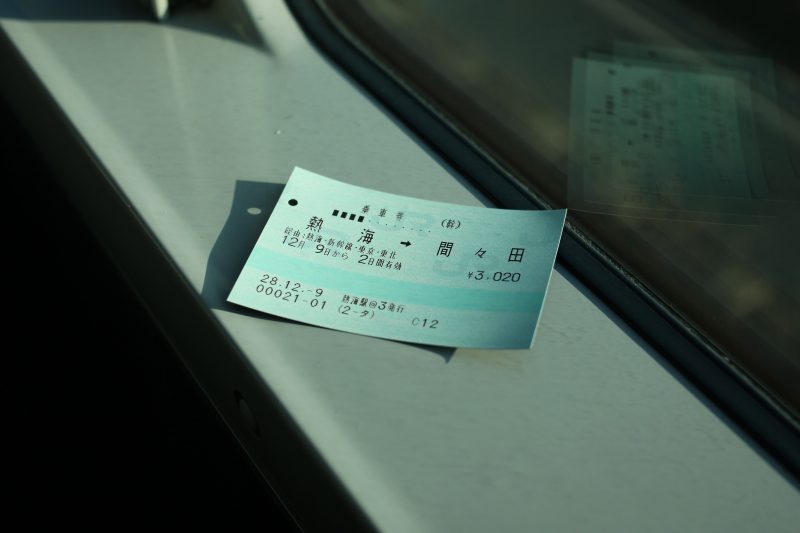 乗車券
(幹)
熱海 → 間々田
経由:熱海・新幹線・東京・東北
12月 9日から 2日間有効 ¥3,020
28.12.-9 熱海駅@3発行
00021-01 (2-タ) C12